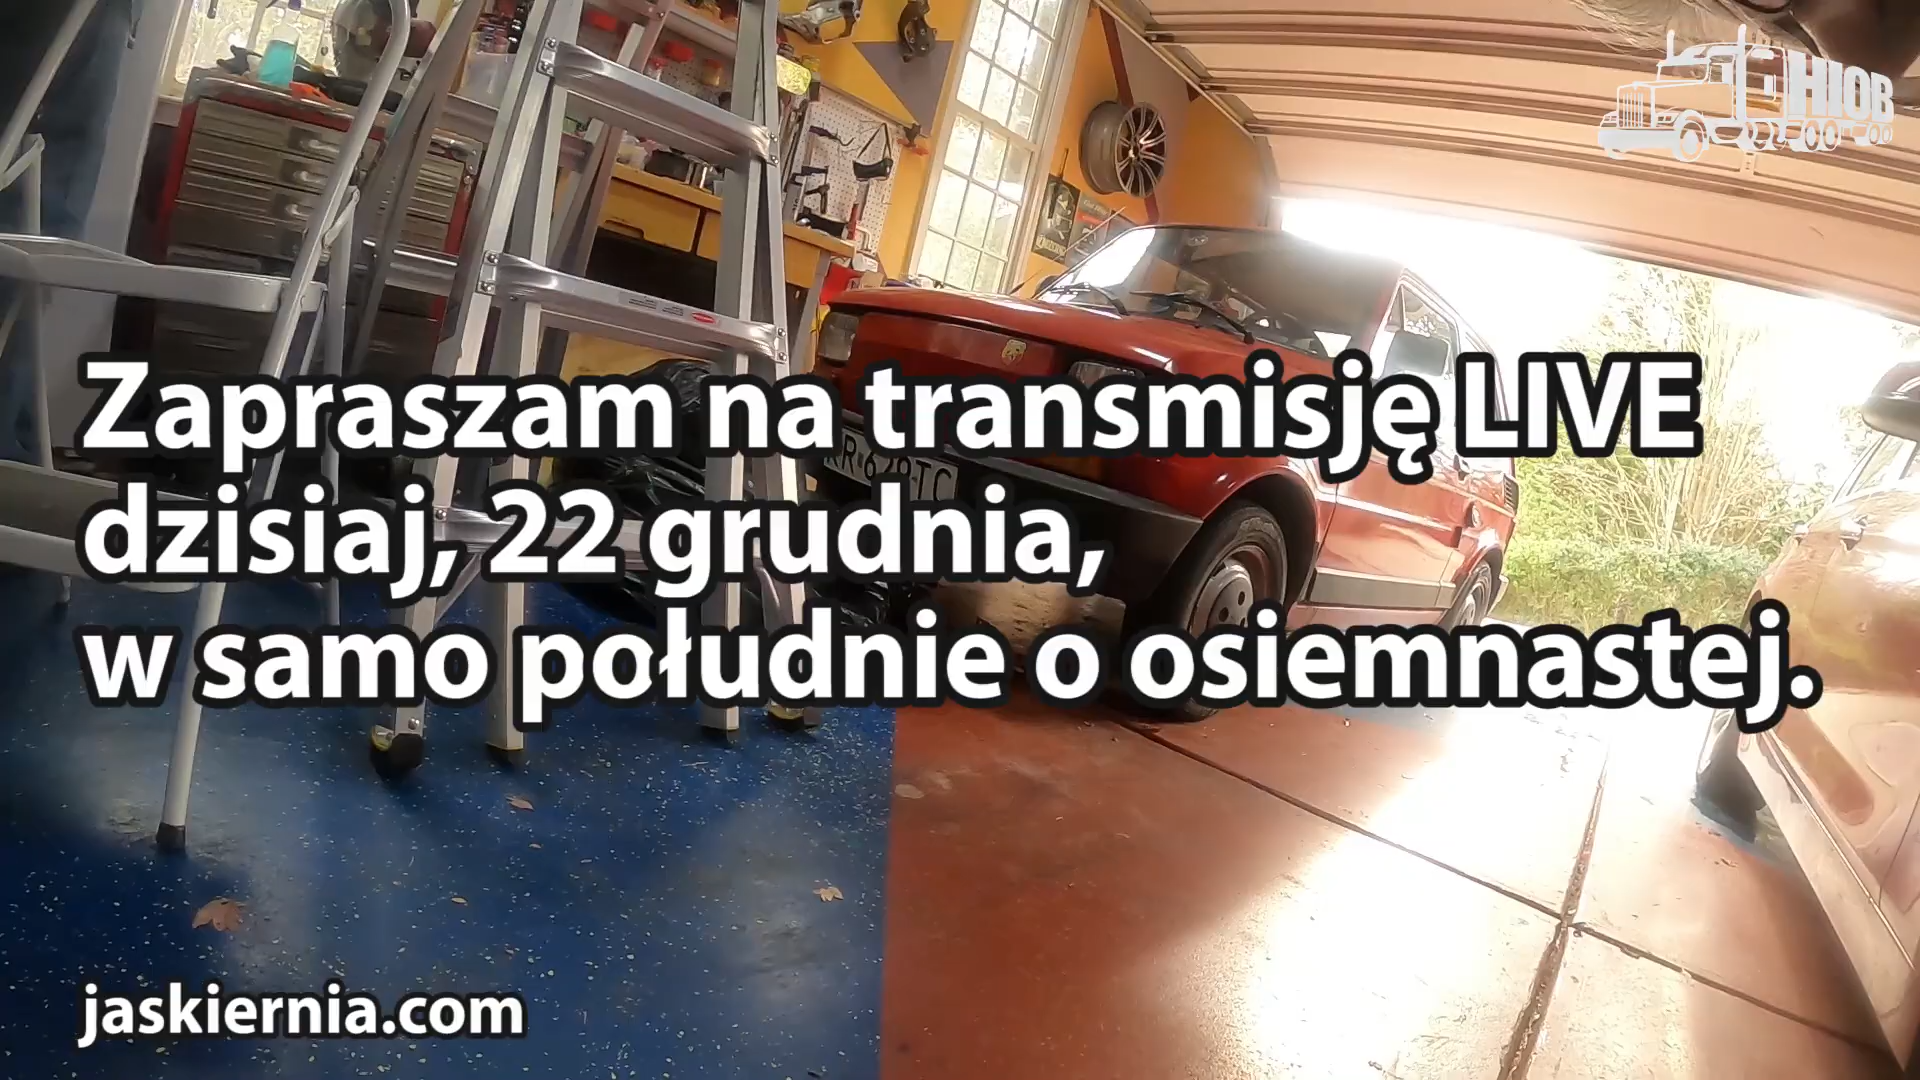 HIOB
Zapraszam na transmisję LIVE
dzisiaj, 22 grudnia,
w samo południe o osiemnastej.
jaskiernia.com